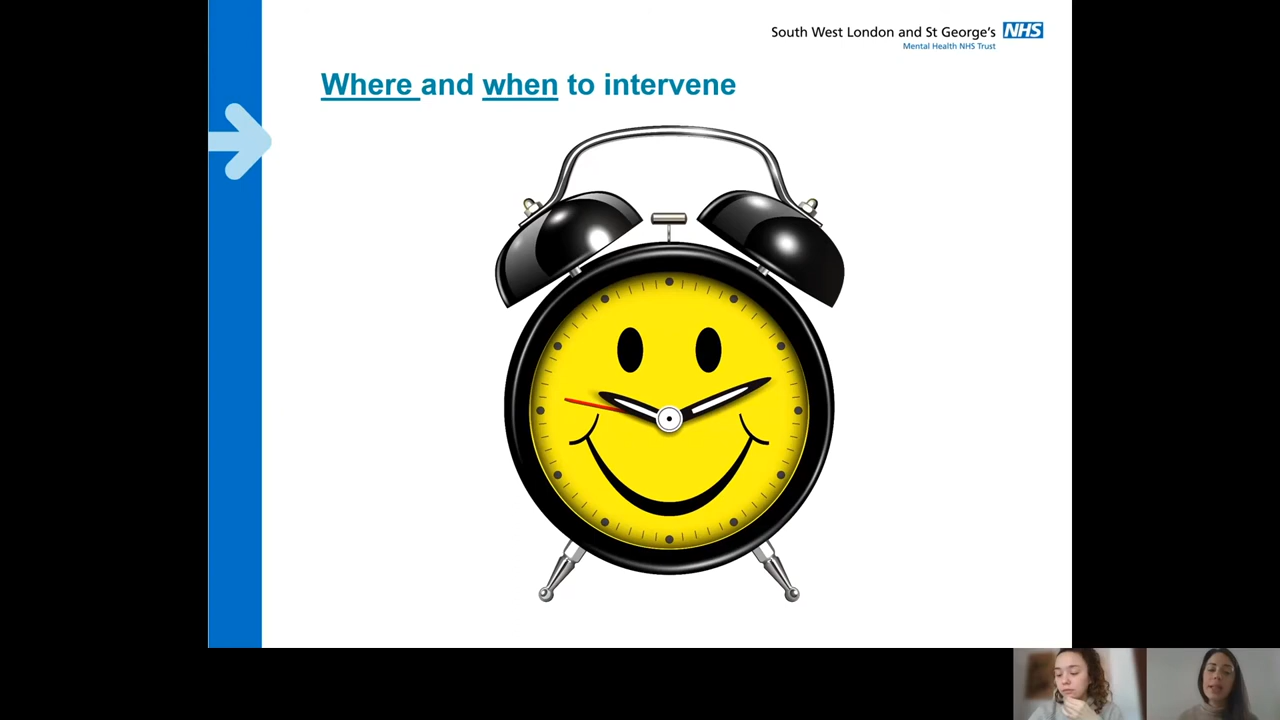 South West London and St George's NHS
Mental Health NHS Trust
Where and when to intervene